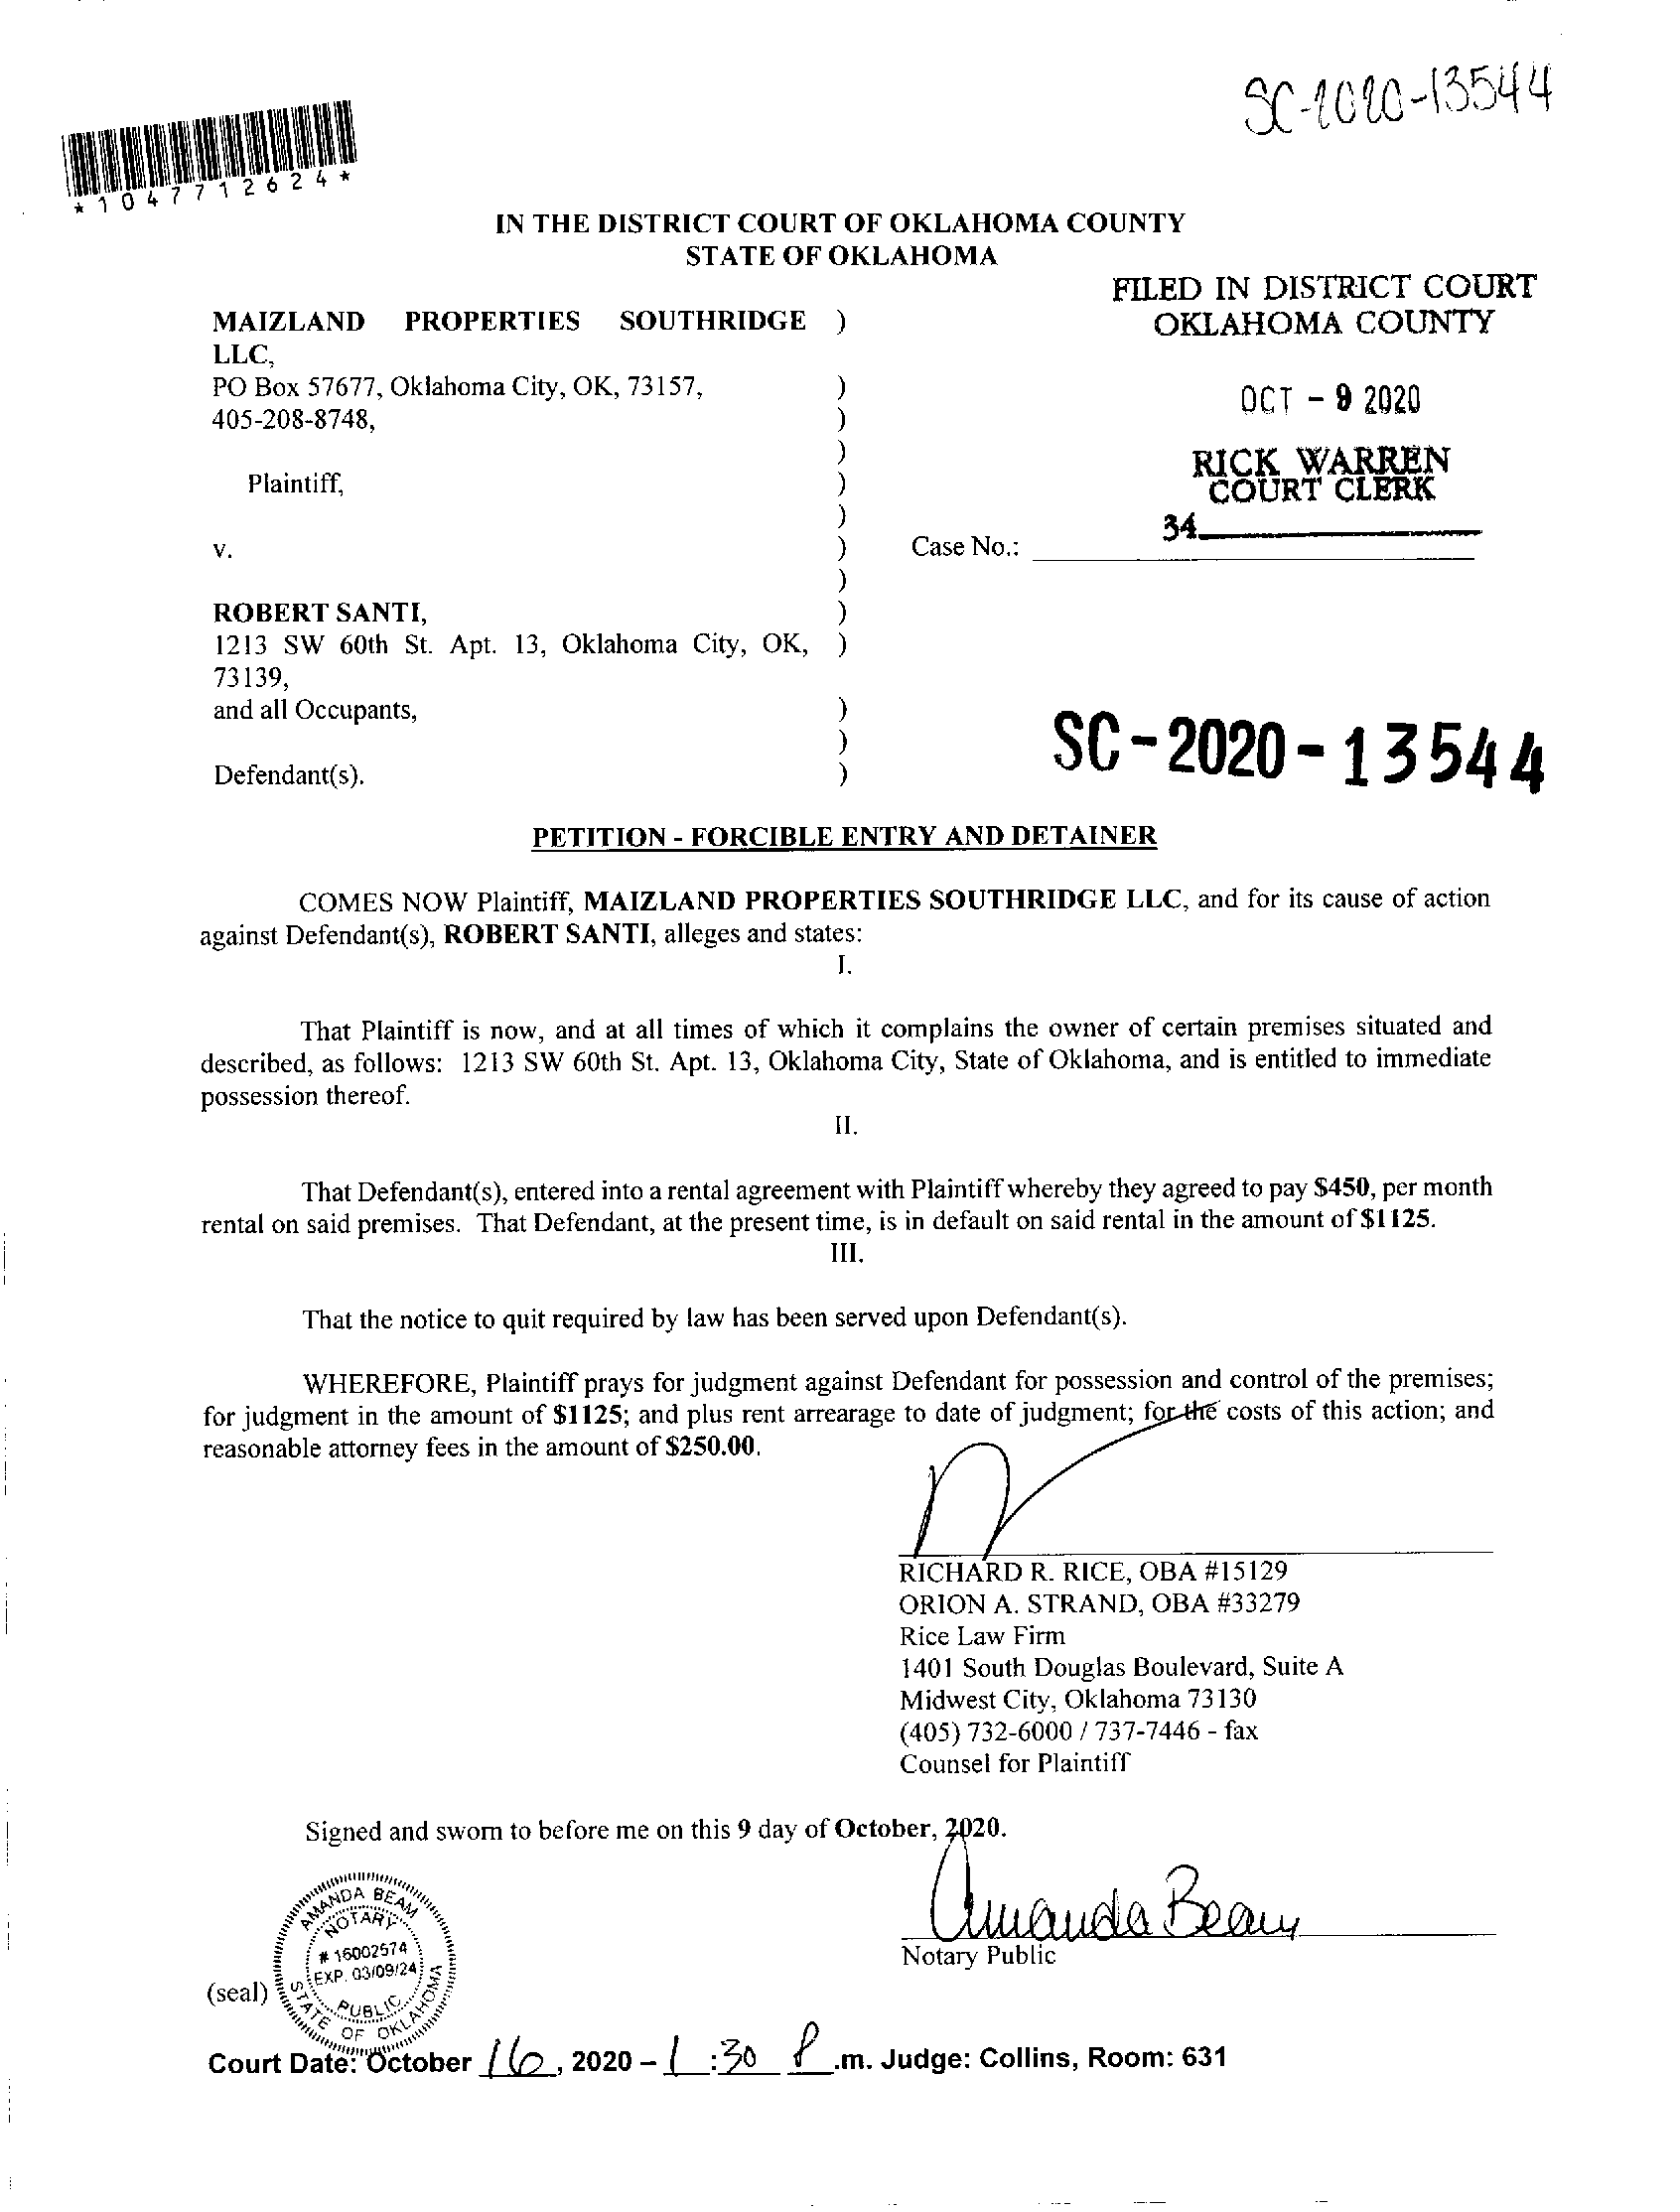 SC-2020-13544
*1047712624*
IN THE DISTRICT COURT OF OKLAHOMA COUNTY
STATE OF OKLAHOMA
FILED IN DISTRICT COURT
OKLAHOMA COUNTY
OCT - 9 2020
RICK WARREN
COURT CLERK
34
MAIZLAND PROPERTIES SOUTHRIDGE )
LLC,
PO Box 57677, Oklahoma City, OK, 73157, )
405-208-8748, )
)
Plaintiff, )
)
v. ) Case No.:
)
ROBERT SANTI, )
1213 SW 60th St. Apt. 13, Oklahoma City, OK, )
73139,
and all Occupants, )
)
Defendant(s). )
SC-2020-13544
PETITION - FORCIBLE ENTRY AND DETAINER
COMES NOW Plaintiff, MAIZLAND PROPERTIES SOUTHRIDGE LLC, and for its cause of action
against Defendant(s), ROBERT SANTI, alleges and states:
I.
That Plaintiff is now, and at all times of which it complains the owner of certain premises situated and
described, as follows: 1213 SW 60th St. Apt. 13, Oklahoma City, State of Oklahoma, and is entitled to immediate
possession thereof.
II.
That Defendant(s), entered into a rental agreement with Plaintiff whereby they agreed to pay $450, per month
rental on said premises. That Defendant, at the present time, is in default on said rental in the amount of $1125.
III.
That the notice to quit required by law has been served upon Defendant(s).
WHEREFORE, Plaintiff prays for judgment against Defendant for possession and control of the premises;
for judgment in the amount of $1125; and plus rent arrearage to date of judgment; for the costs of this action; and
reasonable attorney fees in the amount of $250.00.
RICHARD R. RICE, OBA #15129
ORION A. STRAND, OBA #33279
Rice Law Firm
1401 South Douglas Boulevard, Suite A
Midwest City, Oklahoma 73130
(405) 732-6000 / 737-7446 - fax
Counsel for Plaintiff
Signed and sworn to before me on this 9 day of October, 2020.
Amanda Beam
Notary Public
(seal)
AMANDA BEAM
NOTARY
# 16002574
EXP. 03/09/24
PUBLIC
STATE OF OKLAHOMA
Court Date: October 16, 2020 – 1:30 P.m. Judge: Collins, Room: 631